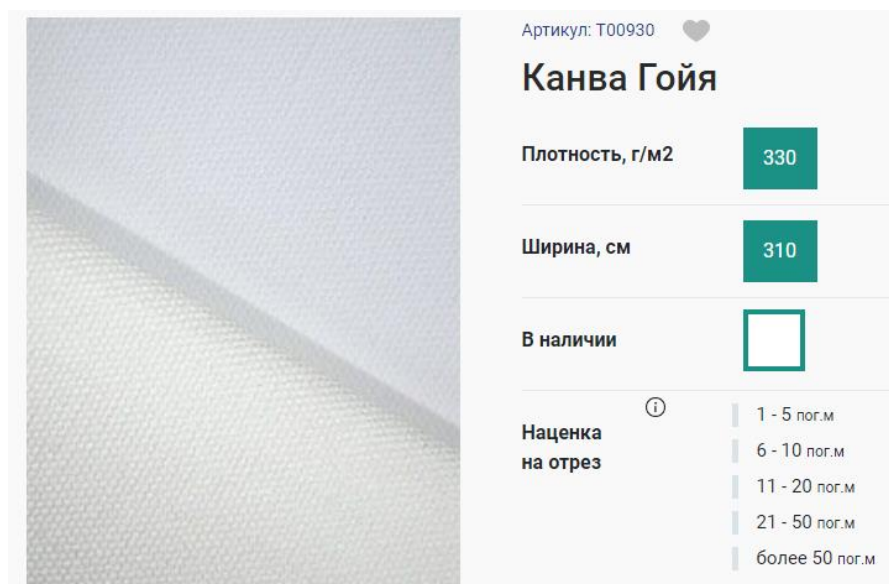 Артикул: T00930
Канва Гойя
Плотность, г/м2
330
Ширина, см
310
В наличии
Наценка
на отрез
1 - 5 пог.м
6 - 10 пог.м
11 - 20 пог.м
21 - 50 пог.м
более 50 пог.м